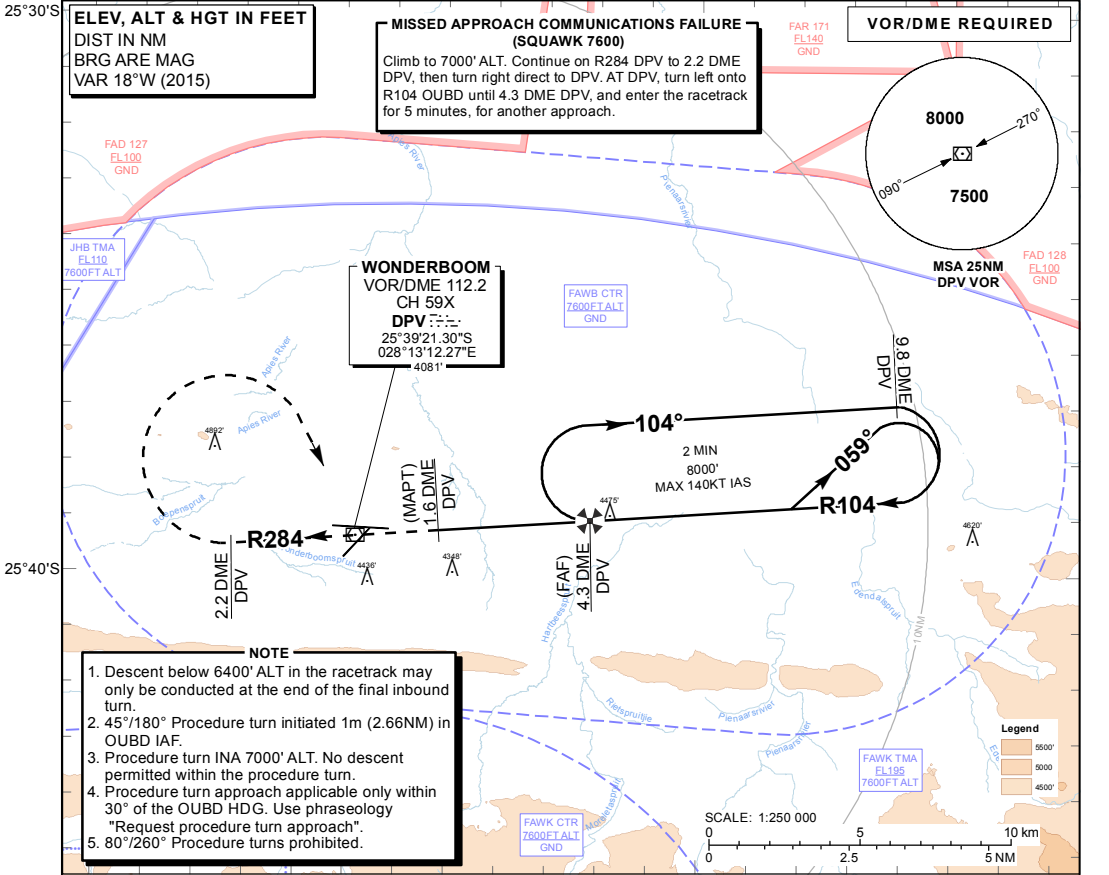 25°30'S
ELEV, ALT & HGT IN FEET
DIST IN NM
BRG ARE MAG
VAR 18°W (2015)
MISSED APPROACH COMMUNICATIONS FAILURE
(SQUAWK 7600)
Climb to 7000' ALT. Continue on R284 DPV to 2.2 DME
DPV, then turn right direct to DPV. AT DPV, turn left onto
R104 OUBD until 4.3 DME DPV, and enter the racetrack
for 5 minutes, for another approach.
FAR 171
FL140
GND
VOR/DME REQUIRED
8000
270°
090°
7500
MSA 25NM
DPV VOR
FAD 127
FL100
GND
Apies River
Pienaarsrivier
JHB TMA
FL110
7600FT ALT
WONDERBOOM
VOR/DME 112.2
CH 59X
DPV
25°39'21.30"S
028°13'12.27"E
4081'
FAWB CTR
7600FT ALT
GND
FAD 128
FL100
GND
Apies River
Apies River
4892'
9.8 DME
DPV
104°
2 MIN
8000'
MAX 140KT IAS
059°
R104
(MAPT)
1.6 DME
DPV
4475'
4620'
Boepenspruit
R284
Wonderboomspruit
4436'
4348'
2.2 DME
DPV
(FAF)
4.3 DME
DPV
25°40'S
Edendalspruit
10NM
NOTE
1. Descent below 6400' ALT in the racetrack may
only be conducted at the end of the final inbound
turn.
2. 45°/180° Procedure turn initiated 1m (2.66NM) in
OUBD IAF.
3. Procedure turn INA 7000' ALT. No descent
permitted within the procedure turn.
4. Procedure turn approach applicable only within
30° of the OUBD HDG. Use phraseology
"Request procedure turn approach".
5. 80°/260° Procedure turns prohibited.
Rietspruitjie
Pienaarsriviet
Pienaarsriviet
Moreletaspruit
FAWK CTR
7600FT ALT
GND
FAWK TMA
FL195
7600FT ALT
Legend
5500'
5000
4500'
SCALE: 1:250 000
0 5 10 km
0 2.5 5 NM